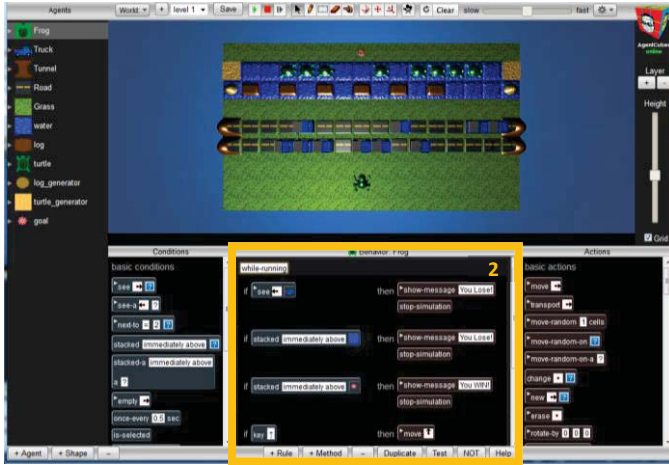 Agents World + level 1 Save Clear slow fast
Frog
Truck
Tunnel
Road
Grass
water
log
turtle
log_generator
turtle_generator
goal
AgentCubes
online
Layer
+ -
Height
Grid
Conditions
basic conditions
see ?
see-a ?
next-to = 2 ?
stacked immediately above ?
stacked-a immediately above
a ?
empty
once-every 0.5 sec
is-selected
Behavior: Frog
2
while-running
if see then show-message You Lose!
stop-simulation
if stacked immediately above then show-message You Lose!
stop-simulation
if stacked immediately above then show-message You WIN!
stop-simulation
if key ↑ then move
Actions
basic actions
move
transport
move-random 1 cells
move-random-on ?
move-random-on-a ?
change ?
new ?
erase
rotate-by 0 0 0
+ Agent + Shape - + Rule + Method - Duplicate Test NOT Help